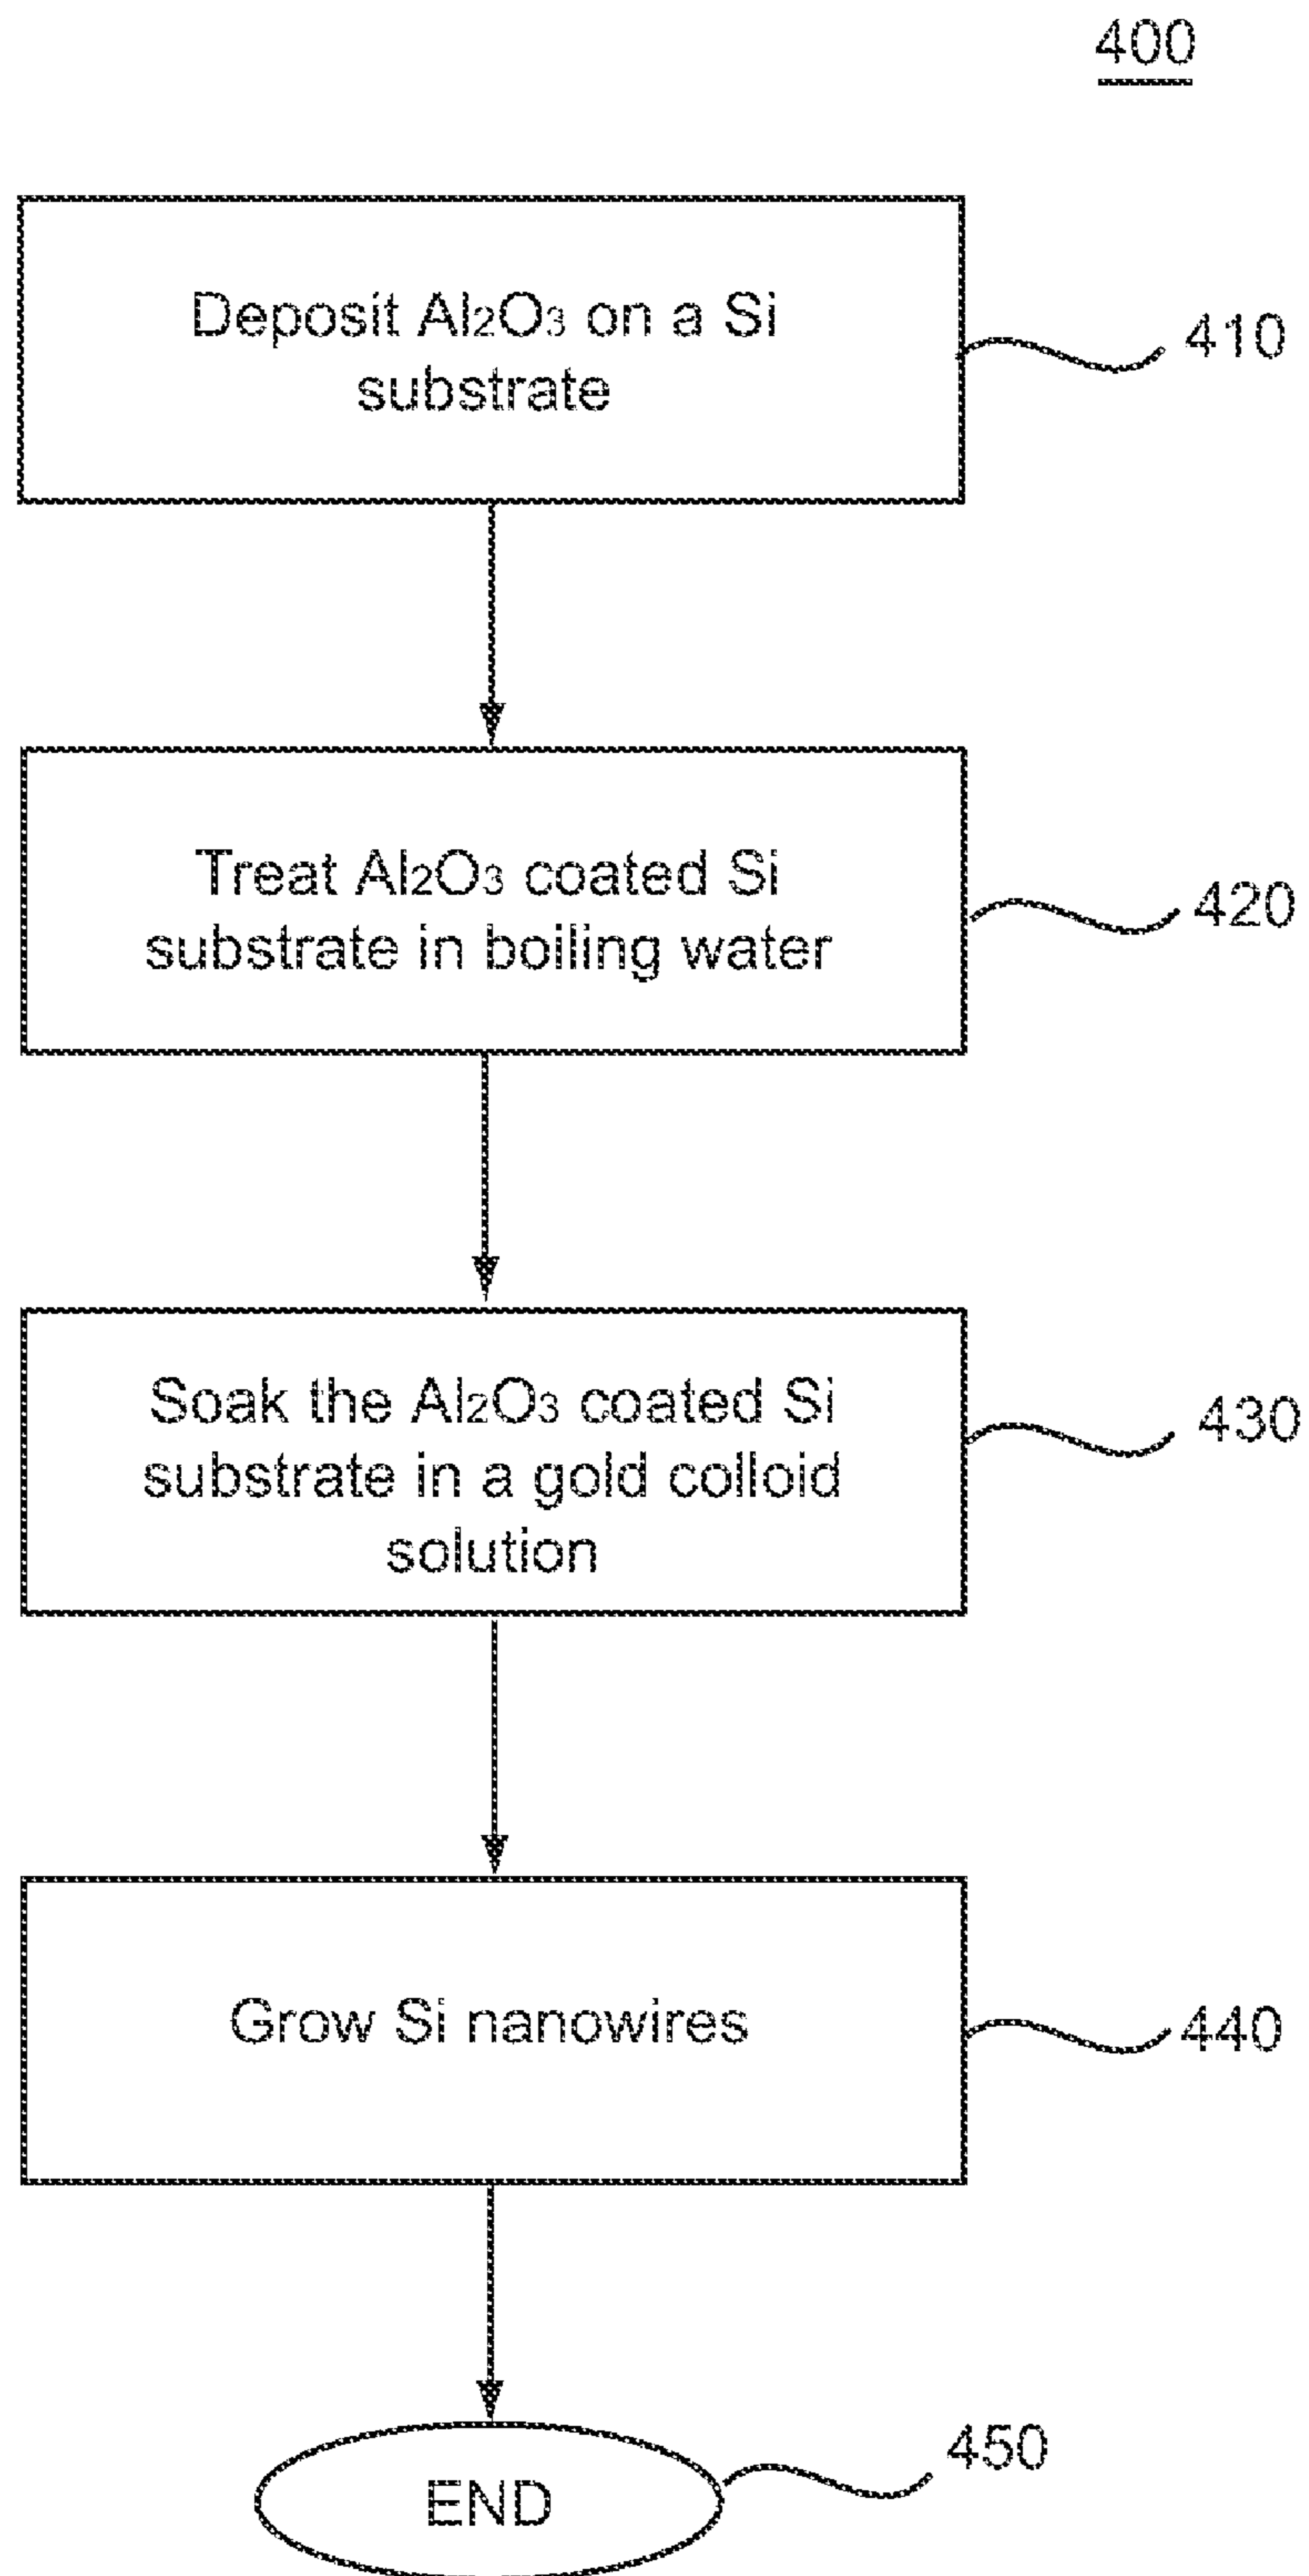 400
Deposit Al₂O₃ on a Si
substrate
410
Treat Al₂O₃ coated Si
substrate in boiling water
420
Soak the Al₂O₃ coated Si
substrate in a gold colloid
solution
430
Grow Si nanowires
440
END
450